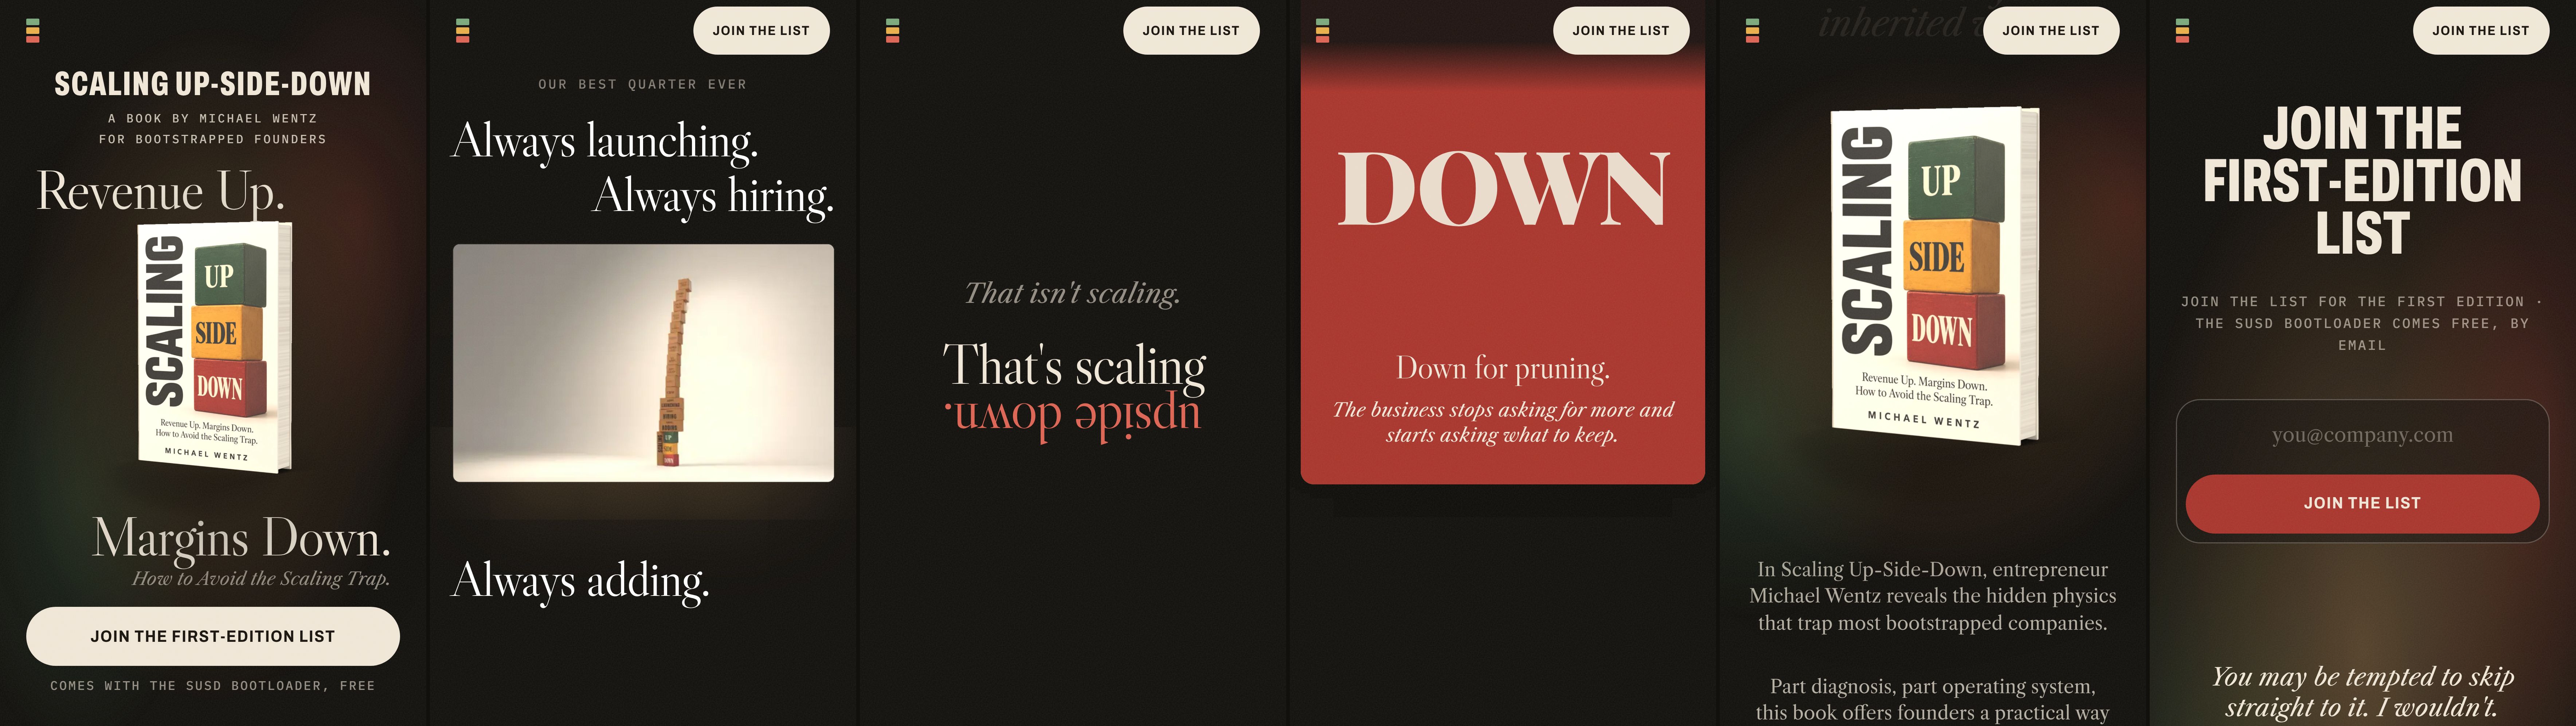 SCALING UP-SIDE-DOWN
A BOOK BY MICHAEL WENTZ
FOR BOOTSTRAPPED FOUNDERS
Revenue Up.
SCALING
UP
SIDE
DOWN
Revenue Up. Margins Down.
How to Avoid the Scaling Trap.
MICHAEL WENTZ
Margins Down.
How to Avoid the Scaling Trap.
JOIN THE FIRST-EDITION LIST
COMES WITH THE SUSD BOOTLOADER, FREE
JOIN THE LIST
OUR BEST QUARTER EVER
Always launching.
Always hiring.
UP
SIDE
DOWN
Always adding.
JOIN THE LIST
That isn't scaling.
That's scaling
upside down.
JOIN THE LIST
DOWN
Down for pruning.
The business stops asking for more and
starts asking what to keep.
inherited
JOIN THE LIST
SCALING
UP
SIDE
DOWN
Revenue Up. Margins Down.
How to Avoid the Scaling Trap.
MICHAEL WENTZ
In Scaling Up-Side-Down, entrepreneur
Michael Wentz reveals the hidden physics
that trap most bootstrapped companies.
Part diagnosis, part operating system,
this book offers founders a practical way
JOIN THE LIST
JOIN THE
FIRST-EDITION
LIST
JOIN THE LIST FOR THE FIRST EDITION ·
THE SUSD BOOTLOADER COMES FREE, BY
EMAIL
you@company.com
JOIN THE LIST
You may be tempted to skip
straight to it. I wouldn't.